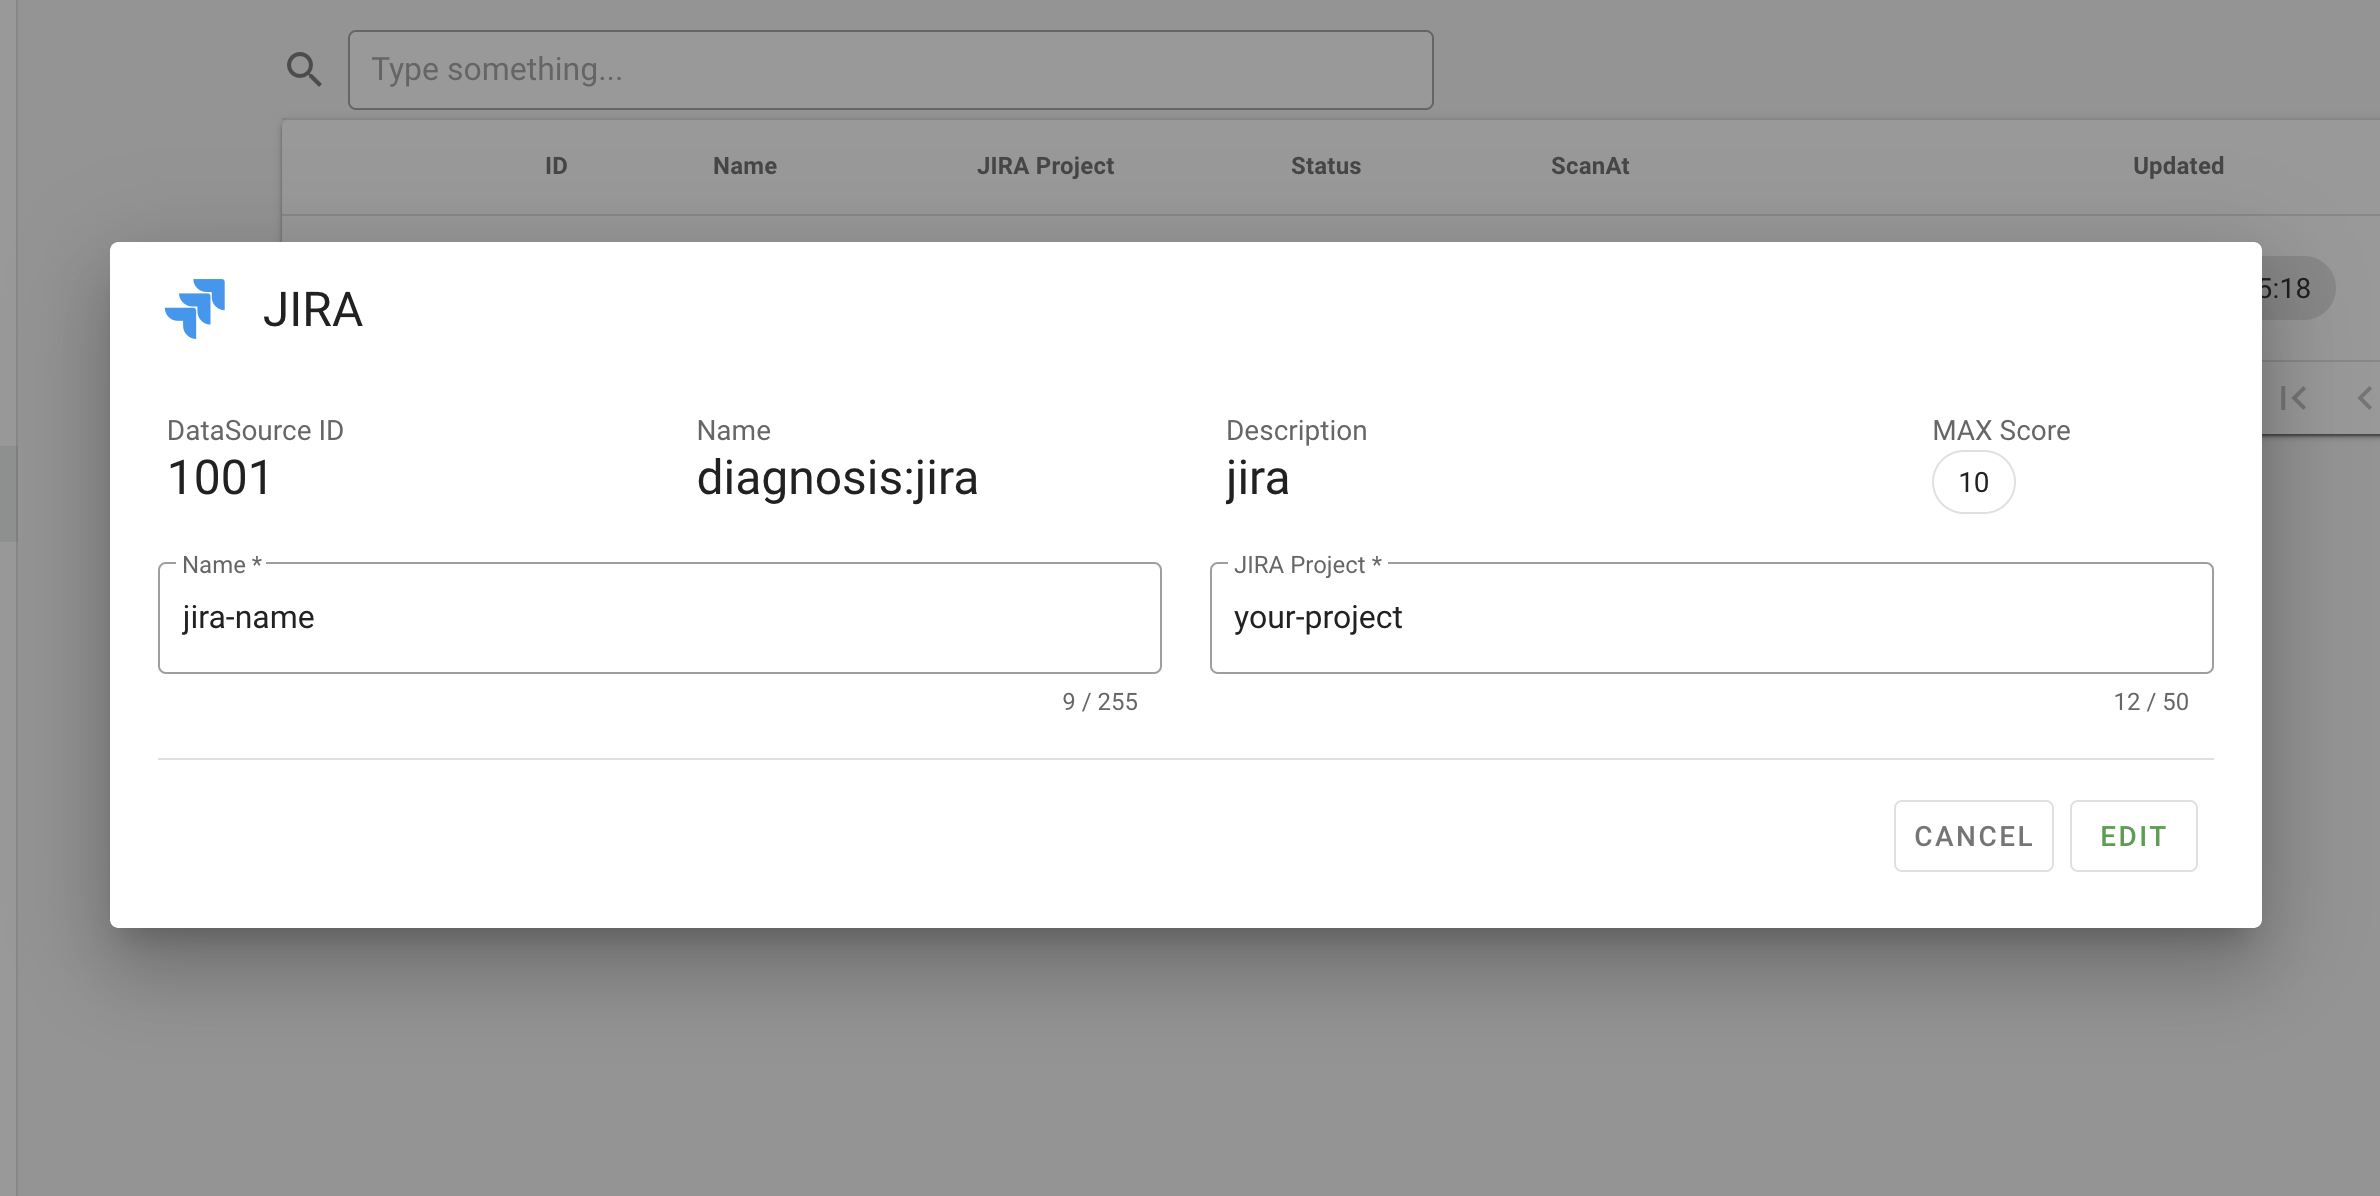 Type something...
ID Name JIRA Project Status ScanAt Updated
5:18
JIRA
DataSource ID Name Description MAX Score
1001 diagnosis:jira jira 10
Name * JIRA Project *
jira-name your-project
9 / 255 12 / 50
CANCEL EDIT